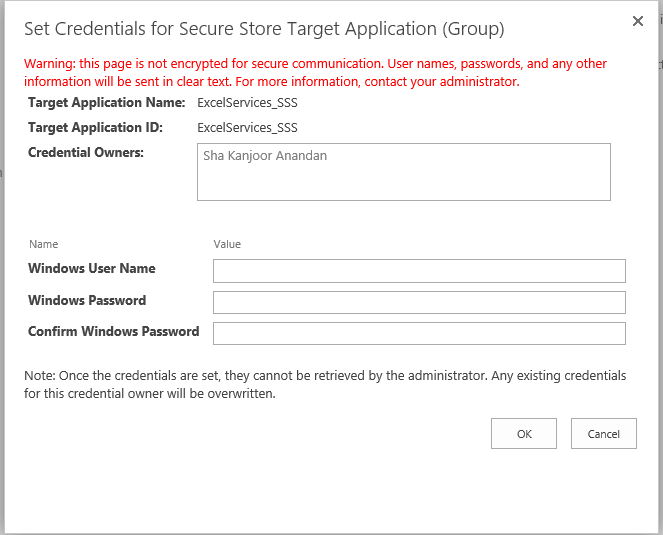 Set Credentials for Secure Store Target Application (Group)
Warning: this page is not encrypted for secure communication. User names, passwords, and any other
information will be sent in clear text. For more information, contact your administrator.
Target Application Name: ExcelServices_SSS
Target Application ID: ExcelServices_SSS
Credential Owners: Sha Kanjoor Anandan
Name Value
Windows User Name
Windows Password
Confirm Windows Password
Note: Once the credentials are set, they cannot be retrieved by the administrator. Any existing credentials
for this credential owner will be overwritten.
OK Cancel